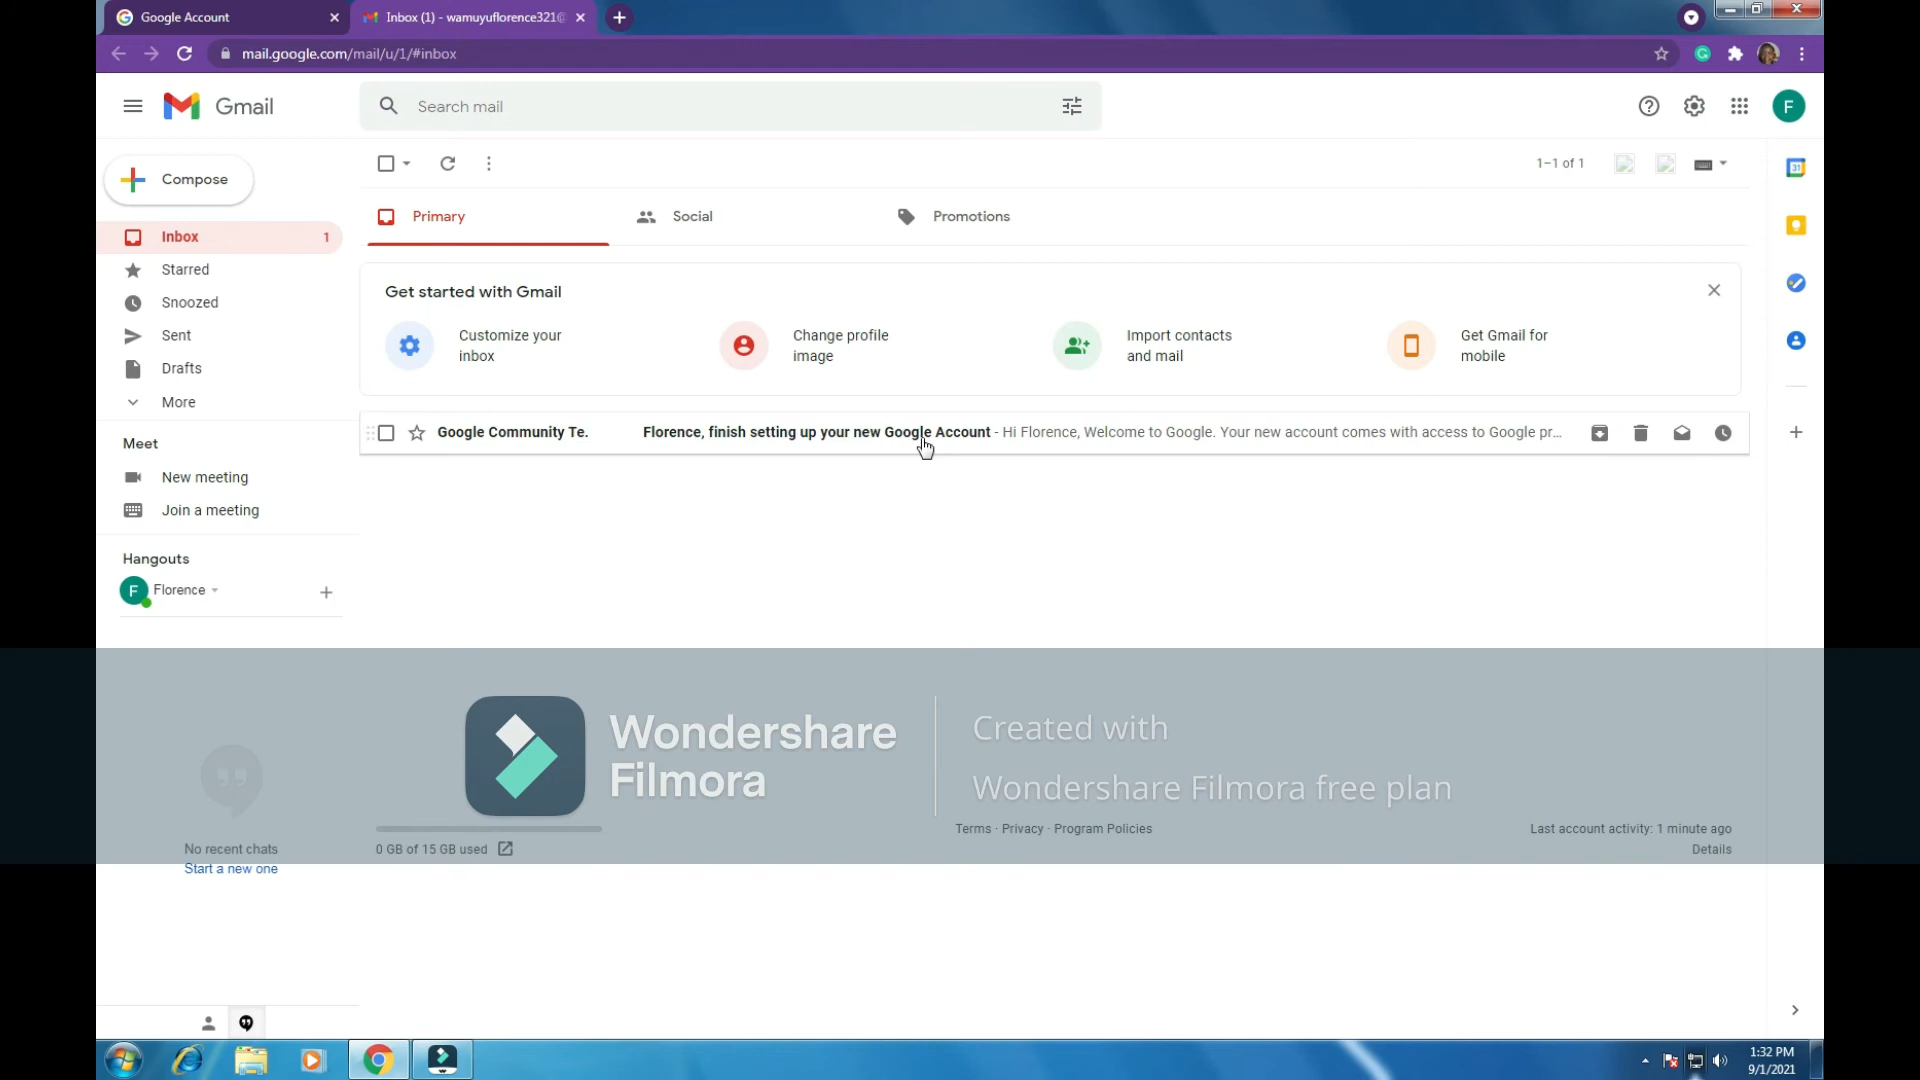 Google Account
Inbox (1) - wamuyuflorence321@
mail.google.com/mail/u/1/#inbox
Gmail
Search mail
F
Compose
1–1 of 1
31
Primary
Social
Promotions
Inbox
1
Starred
Snoozed
Sent
Drafts
More
Get started with Gmail
Customize your
inbox
Change profile
image
Import contacts
and mail
Get Gmail for
mobile
Google Community Te.
Florence, finish setting up your new Google Account - Hi Florence, Welcome to Google. Your new account comes with access to Google pr...
Meet
New meeting
Join a meeting
Hangouts
F
Florence
Wondershare
Filmora
Created with
Wondershare Filmora free plan
Terms · Privacy · Program Policies
Last account activity: 1 minute ago
Details
0 GB of 15 GB used
No recent chats
Start a new one
1:32 PM
9/1/2021